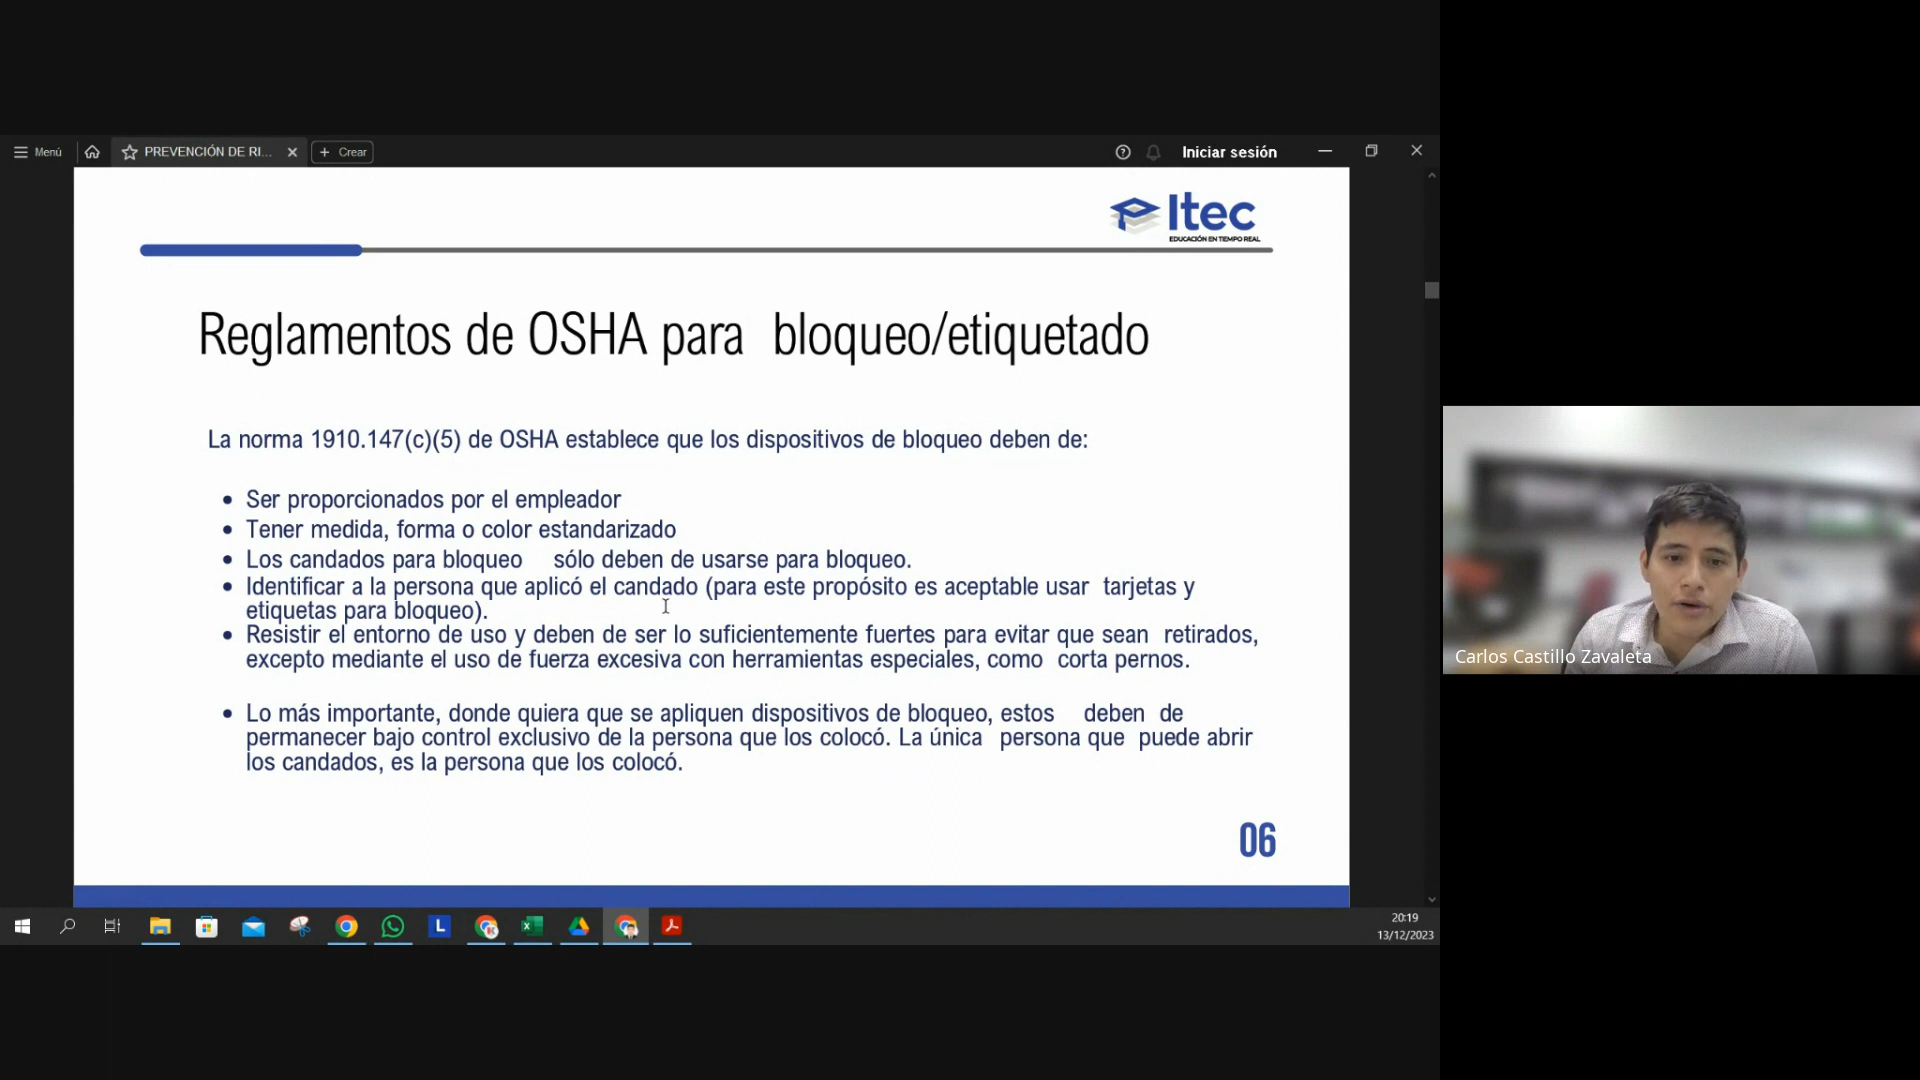 Menú
PREVENCIÓN DE RI...
+ Crear
Iniciar sesión
Itec
EDUCACIÓN EN TIEMPO REAL
Reglamentos de OSHA para bloqueo/etiquetado
La norma 1910.147(c)(5) de OSHA establece que los dispositivos de bloqueo deben de:
• Ser proporcionados por el empleador
• Tener medida, forma o color estandarizado
• Los candados para bloqueo sólo deben de usarse para bloqueo.
• Identificar a la persona que aplicó el candado (para este propósito es aceptable usar tarjetas y
etiquetas para bloqueo).
• Resistir el entorno de uso y deben de ser lo suficientemente fuertes para evitar que sean retirados,
excepto mediante el uso de fuerza excesiva con herramientas especiales, como corta pernos.
• Lo más importante, donde quiera que se apliquen dispositivos de bloqueo, estos deben de
permanecer bajo control exclusivo de la persona que los colocó. La única persona que puede abrir
los candados, es la persona que los colocó.
06
Carlos Castillo Zavaleta
L
20:19
13/12/2023